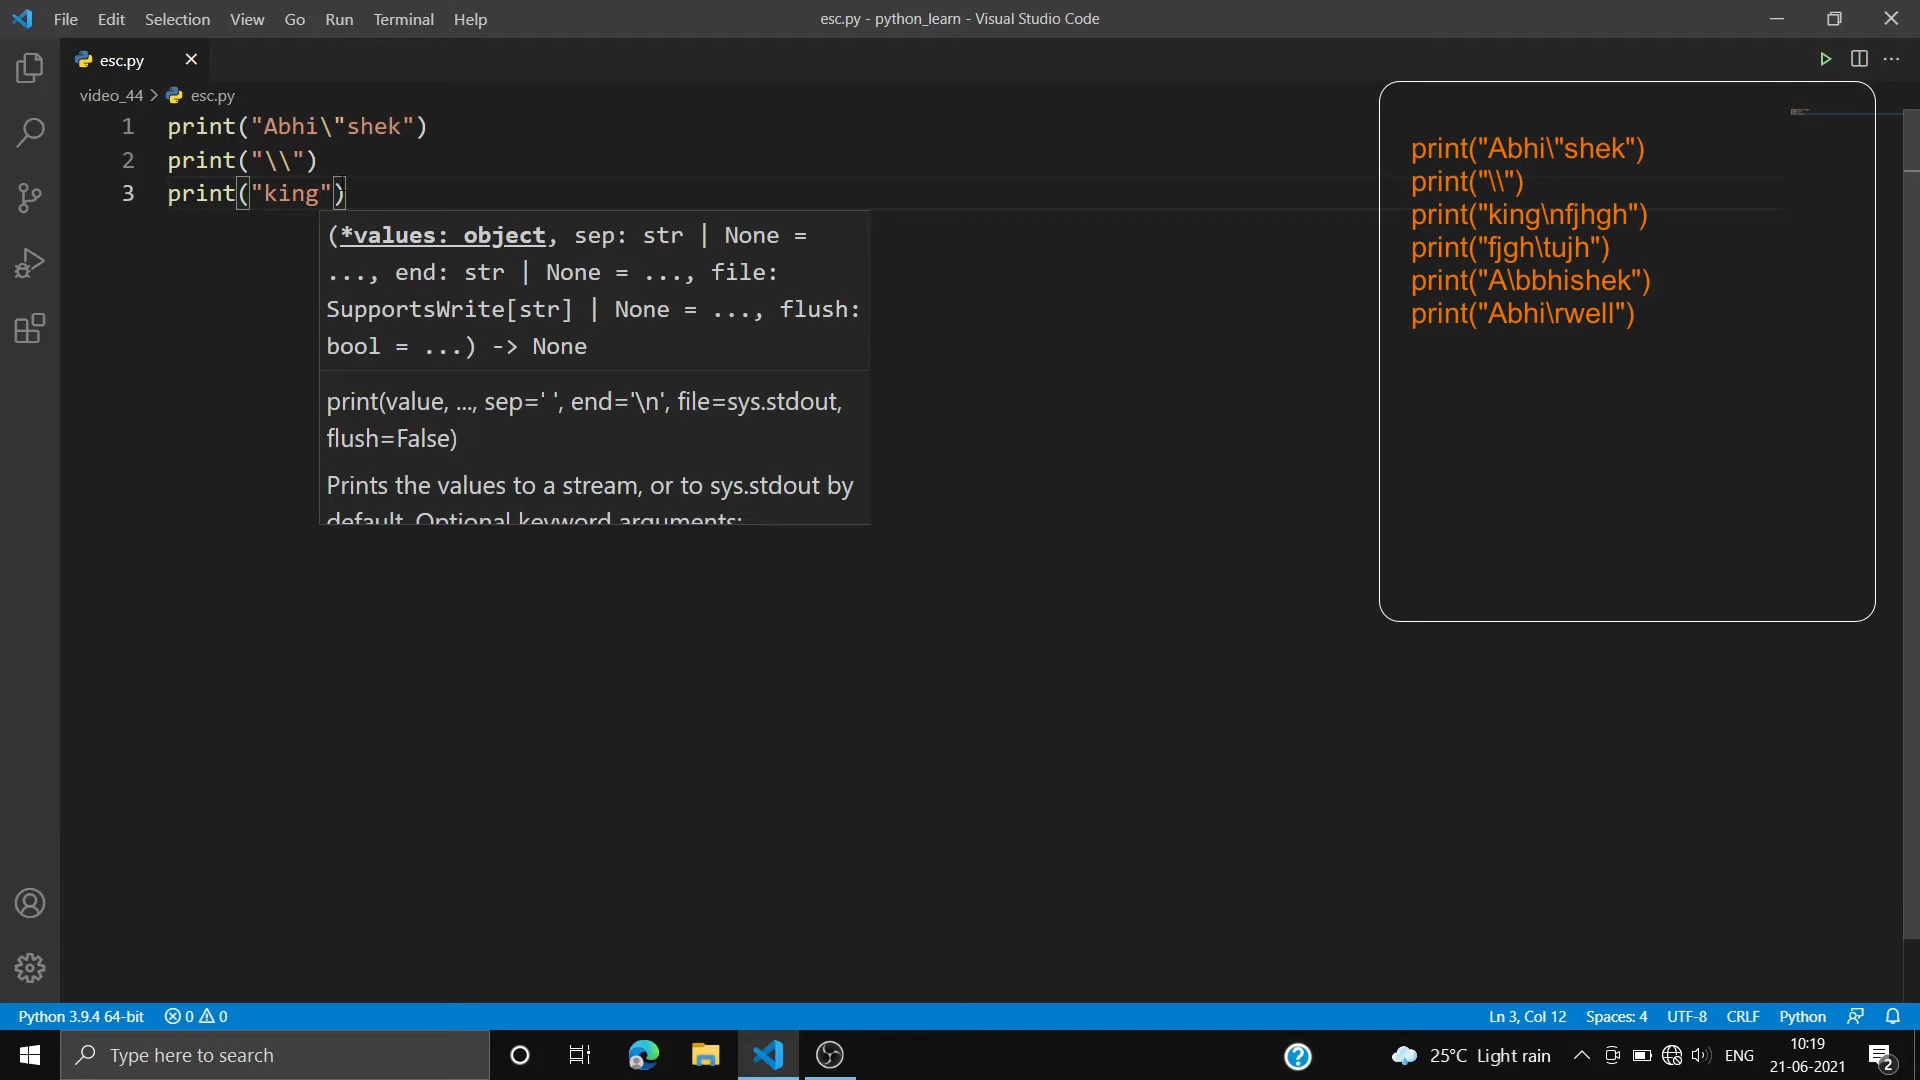 File Edit Selection View Go Run Terminal Help
esc.py - python_learn - Visual Studio Code
esc.py
video_44 > esc.py
1 print("Abhi\"shek")
2 print("\\")
3 print("king")
(*values: object, sep: str | None =
..., end: str | None = ..., file:
SupportsWrite[str] | None = ..., flush:
bool = ...) -> None
print(value, ..., sep=' ', end='\n', file=sys.stdout,
flush=False)
Prints the values to a stream, or to sys.stdout by
default. Optional keyword arguments:
print("Abhi\"shek")
print("\\")
print("king\nfjhgh")
print("fjgh\tujh")
print("A\bbhishek")
print("Abhi\rwell")
Python 3.9.4 64-bit 0 0 Ln 3, Col 12 Spaces: 4 UTF-8 CRLF Python
Type here to search 25°C Light rain ENG 10:19
21-06-2021 2